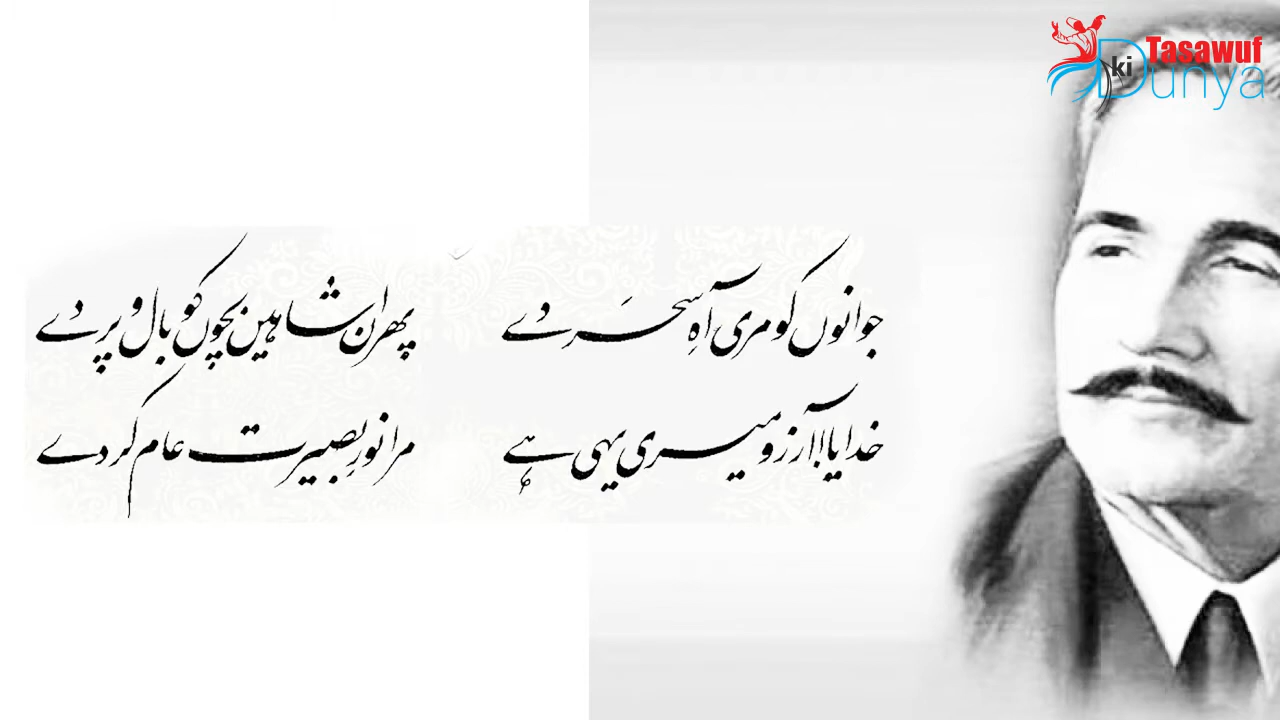 Tasawuf
ki
Dunya
جوانوں کو مری آہِ سَحَر دے
پھر ان شاہیں بچوں کو بال و پر دے
خدایا! آرزو میری یہی ہے
مرا نورِ بصیرت عام کر دے